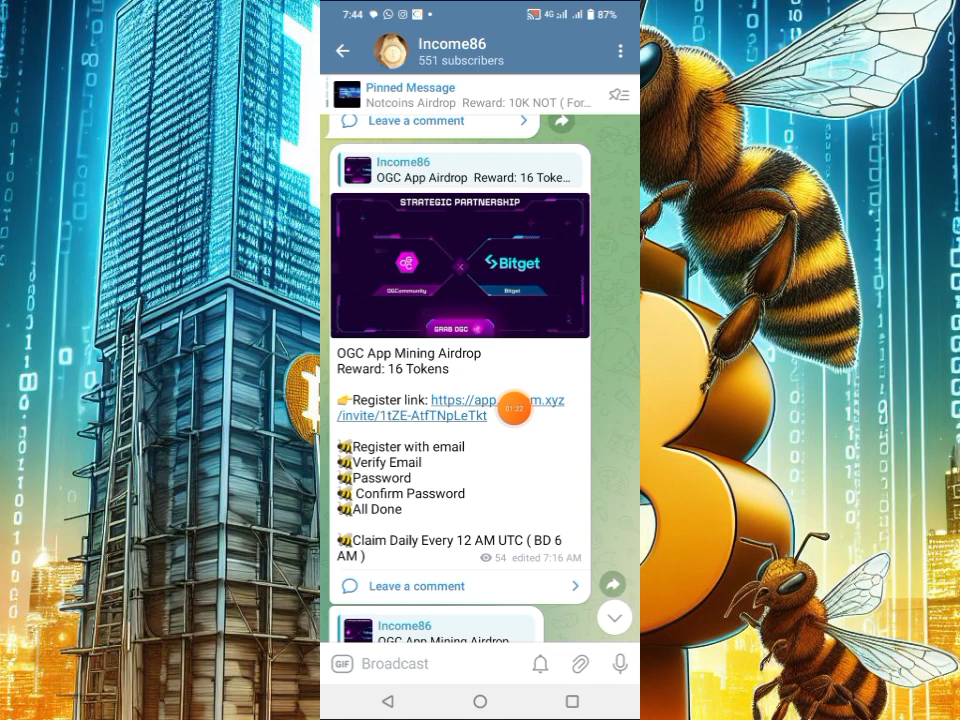 7:44
4G
87%
Income86
551 subscribers
Pinned Message
Notcoins Airdrop Reward: 10K NOT ( For...
Leave a comment
Income86
OGC App Airdrop Reward: 16 Toke...
STRATEGIC PARTNERSHIP
Bitget
OGCommunity
Bitget
GRAB OGC
OGC App Mining Airdrop
Reward: 16 Tokens
👉Register link: https://app
m.xyz
/invite/1tZE-AtfTNpLeTkt
01:22
🐝Register with email
🐝Verify Email
🐝Password
🐝 Confirm Password
🐝All Done
🐝Claim Daily Every 12 AM UTC ( BD 6
AM )
54 edited 7:16 AM
Leave a comment
Income86
OGC App Mining Airdrop
GIF
Broadcast